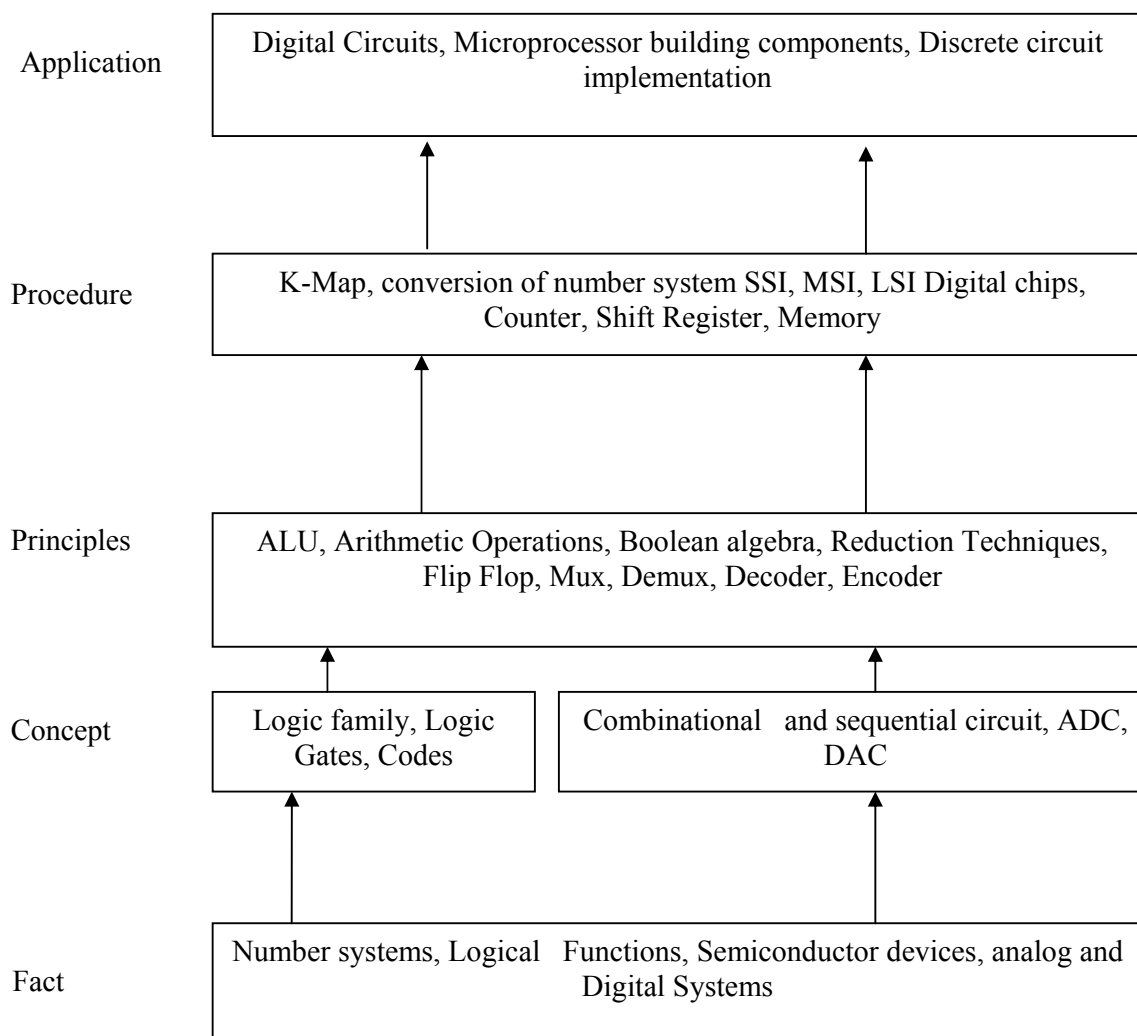 Application
Digital Circuits, Microprocessor building components, Discrete circuit
implementation
Procedure
K-Map, conversion of number system SSI, MSI, LSI Digital chips,
Counter, Shift Register, Memory
Principles
ALU, Arithmetic Operations, Boolean algebra, Reduction Techniques,
Flip Flop, Mux, Demux, Decoder, Encoder
Concept
Logic family, Logic
Gates, Codes
Combinational and sequential circuit, ADC,
DAC
Fact
Number systems, Logical Functions, Semiconductor devices, analog and
Digital Systems